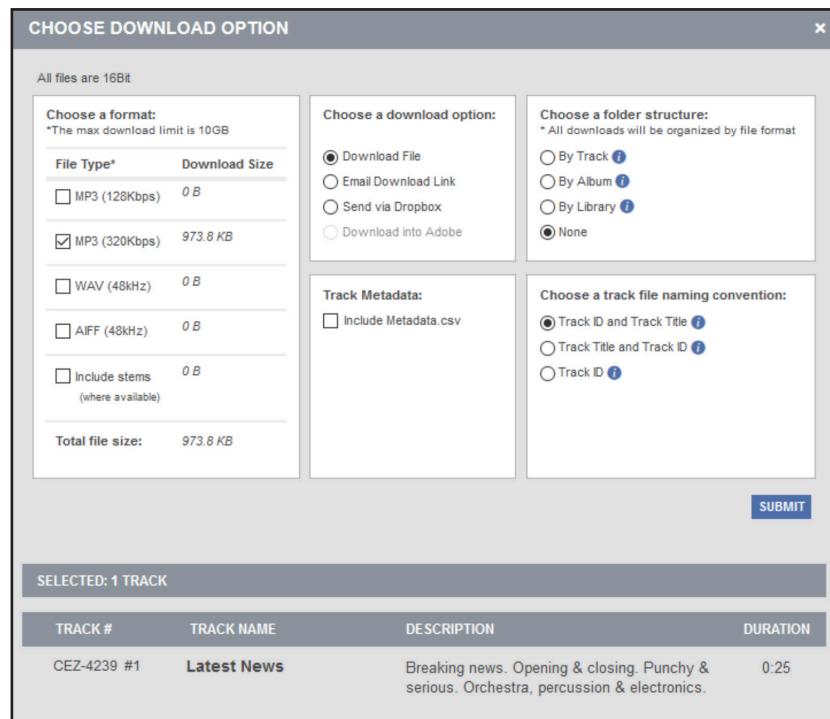 CHOOSE DOWNLOAD OPTION ×
All files are 16Bit
Choose a format:
*The max download limit is 10GB
File Type* Download Size
MP3 (128Kbps) 0 B
MP3 (320Kbps) 973.8 KB
WAV (48kHz) 0 B
AIFF (48kHz) 0 B
Include stems 0 B
(where available)
Total file size: 973.8 KB
Choose a download option:
Download File
Email Download Link
Send via Dropbox
Download into Adobe
Choose a folder structure:
* All downloads will be organized by file format
By Track i
By Album i
By Library i
None
Track Metadata:
Include Metadata.csv
Choose a track file naming convention:
Track ID and Track Title i
Track Title and Track ID i
Track ID i
SUBMIT
SELECTED: 1 TRACK
TRACK # TRACK NAME DESCRIPTION DURATION
CEZ-4239 #1 Latest News Breaking news. Opening & closing. Punchy & 0:25
serious. Orchestra, percussion & electronics.